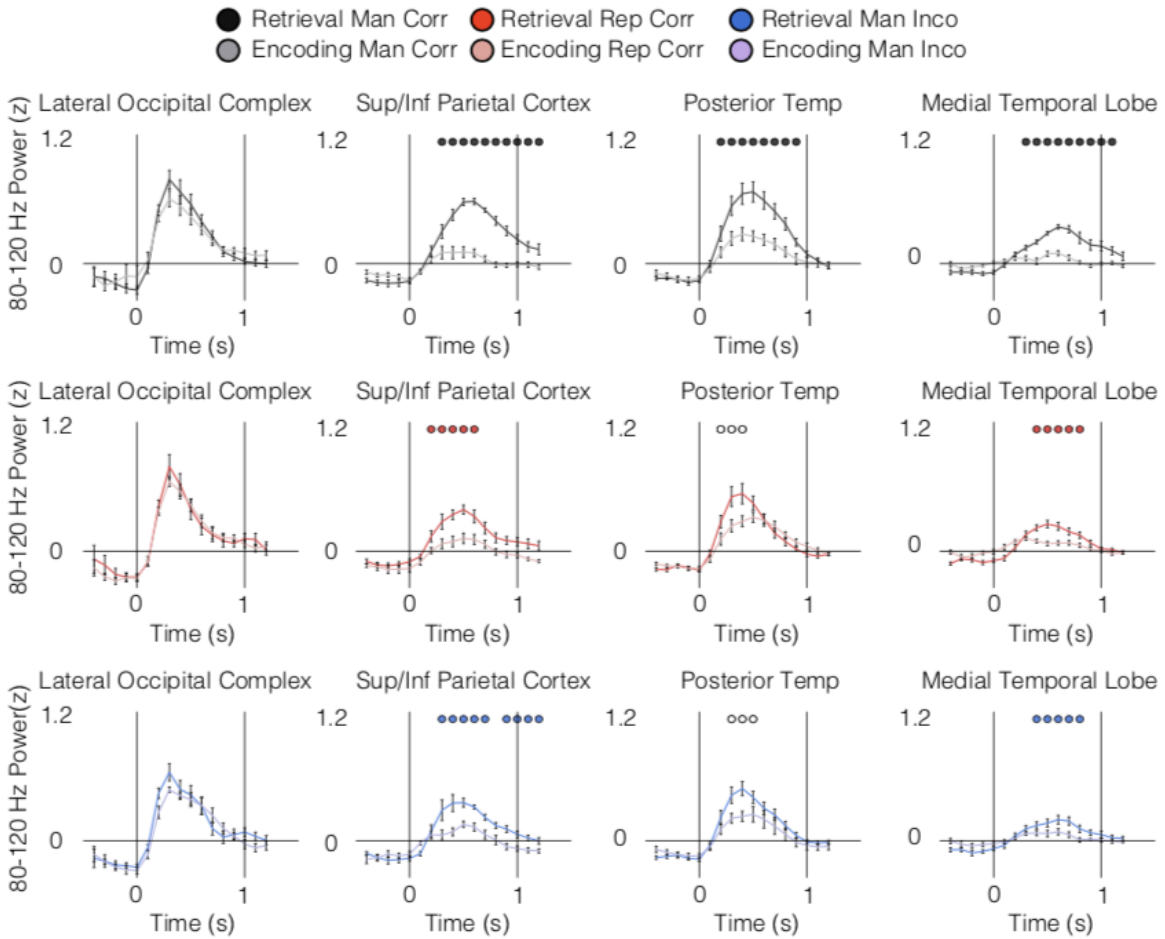 Retrieval Man Corr Retrieval Rep Corr Retrieval Man Inco
Encoding Man Corr Encoding Rep Corr Encoding Man Inco
Lateral Occipital Complex Sup/Inf Parietal Cortex Posterior Temp Medial Temporal Lobe
80-120 Hz Power (z)
1.2 1.2 1.2 1.2
0 0 0 0
0 1 0 1 0 1 0 1
Time (s) Time (s) Time (s) Time (s)
Lateral Occipital Complex Sup/Inf Parietal Cortex Posterior Temp Medial Temporal Lobe
80-120 Hz Power (z)
1.2 1.2 1.2 1.2
0 0 0 0
0 1 0 1 0 1 0 1
Time (s) Time (s) Time (s) Time (s)
Lateral Occipital Complex Sup/Inf Parietal Cortex Posterior Temp Medial Temporal Lobe
80-120 Hz Power(z)
1.2 1.2 1.2 1.2
0 0 0 0
0 1 0 1 0 1 0 1
Time (s) Time (s) Time (s) Time (s)